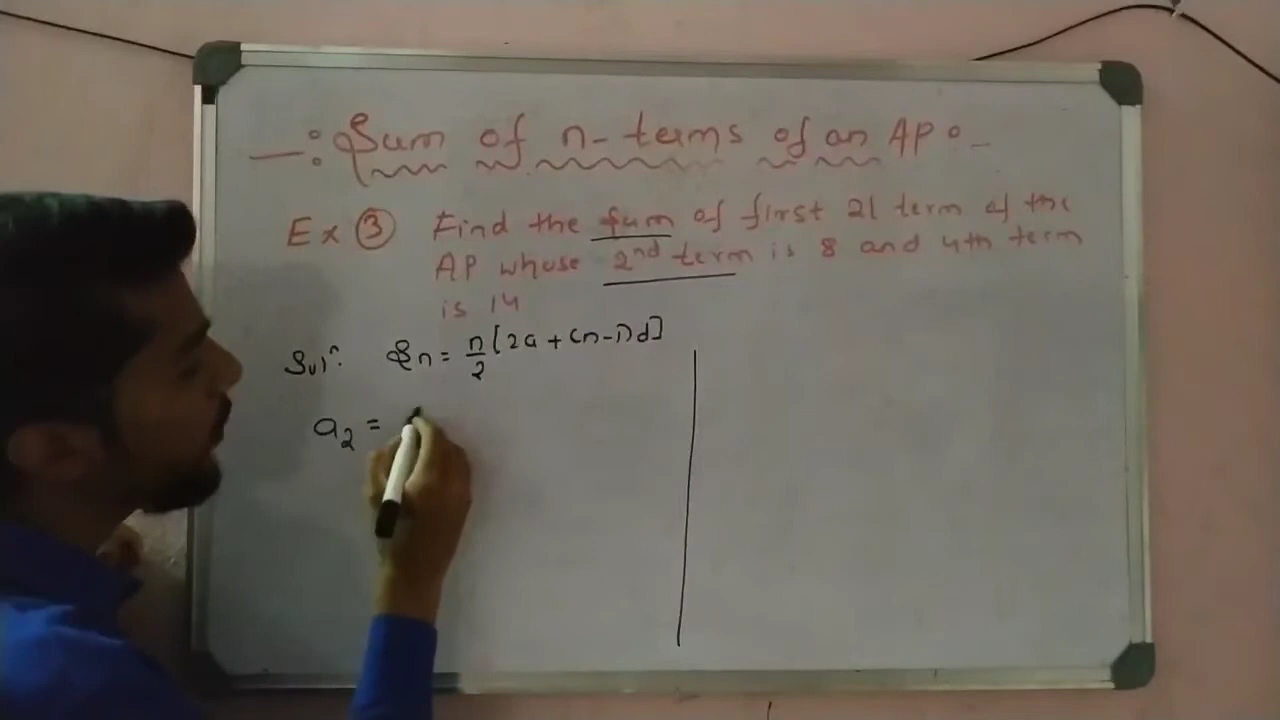 —: Sum of n-terms of an AP :-
Ex ③ Find the sum of first 21 term of the
AP whose 2nd term is 8 and 4th term
is 14
Solⁿ: Sn = n/2 [2a + (n-1)d]
a₂ =